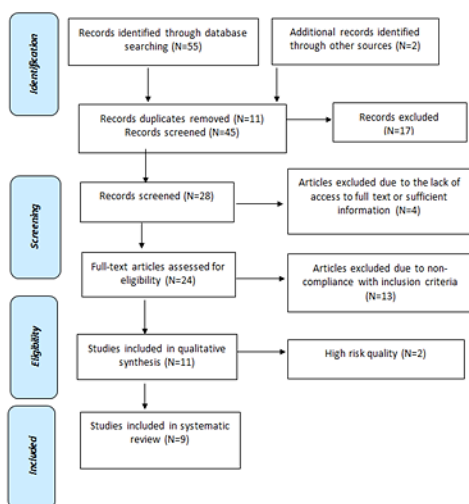 Identification
Records identified through database
searching (N=55)
Additional records identified
through other sources (N=2)
Records duplicates removed (N=11)
Records screened (N=45)
Records excluded
(N=17)
Screening
Records screened (N=28)
Articles excluded due to the lack of
access to full text or sufficient
information (N=4)
Full-text articles assessed for
eligibility (N=24)
Articles excluded due to non-
compliance with inclusion criteria
(N=13)
Eligibility
Studies included in qualitative
synthesis (N=11)
High risk quality (N=2)
Included
Studies included in systematic
review (N=9)